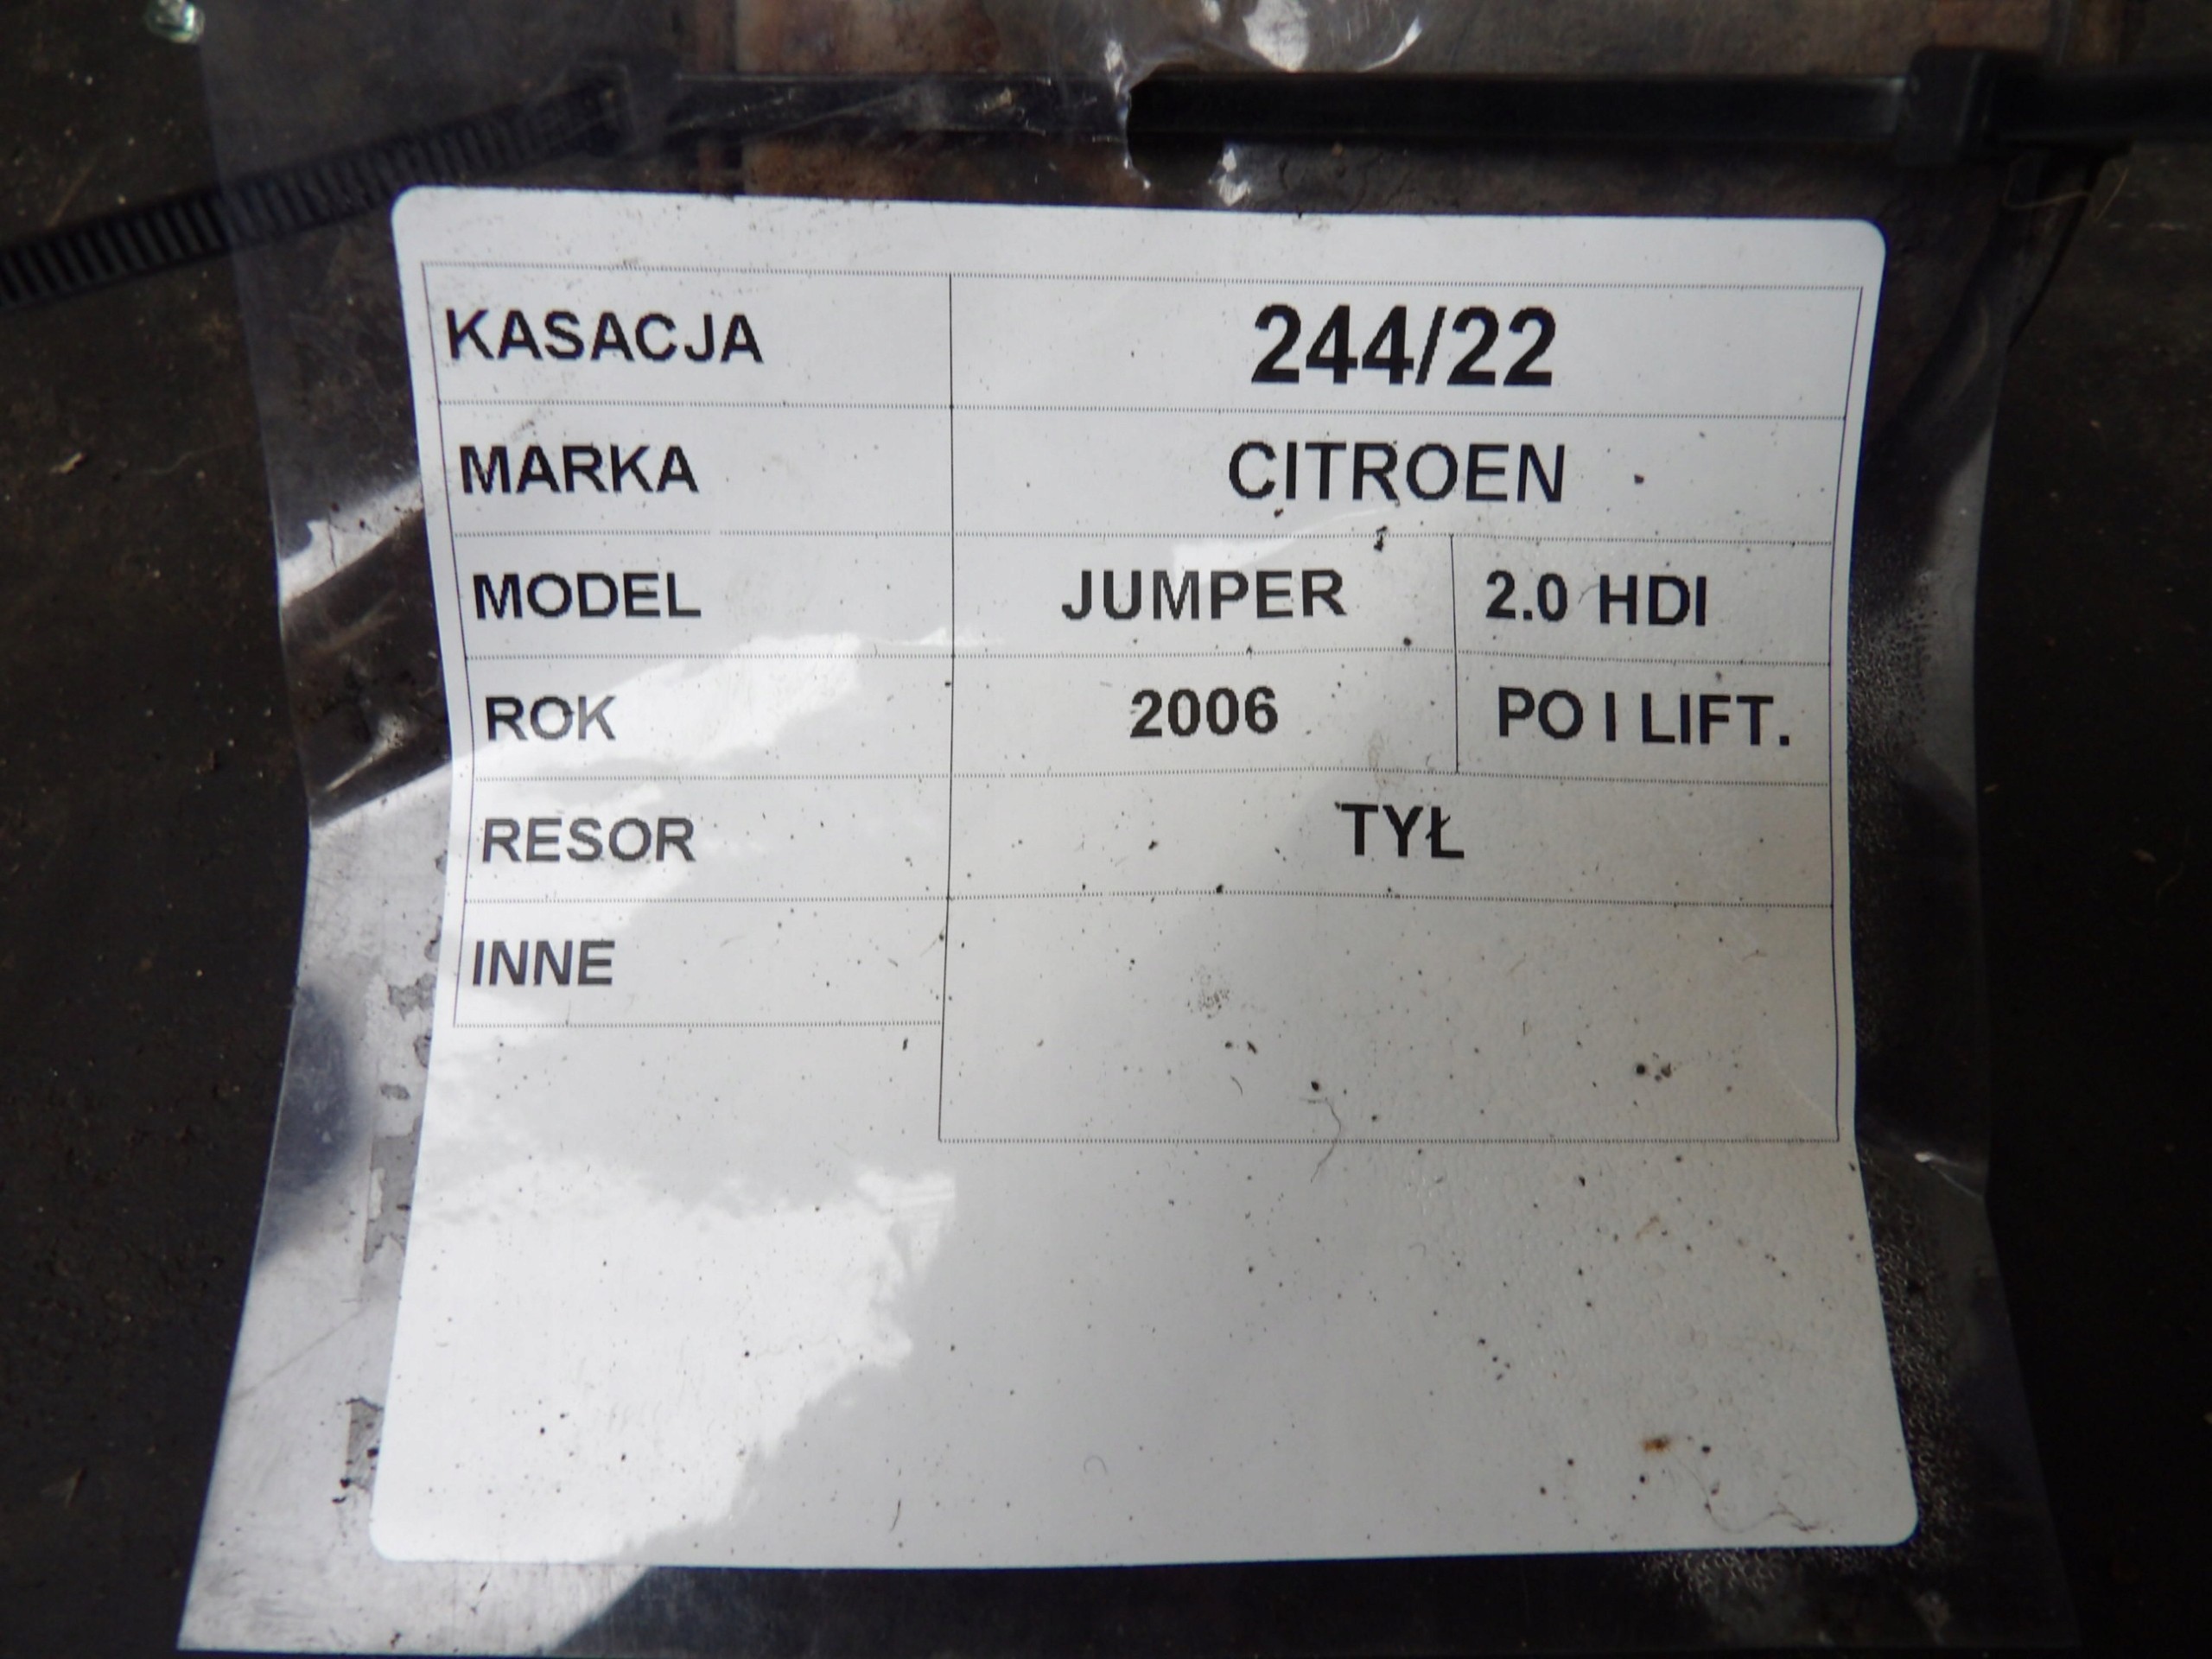 KASACJA 244/22
MARKA CITROEN
MODEL JUMPER 2.0 HDI
ROK 2006 PO I LIFT.
RESOR TYŁ
INNE